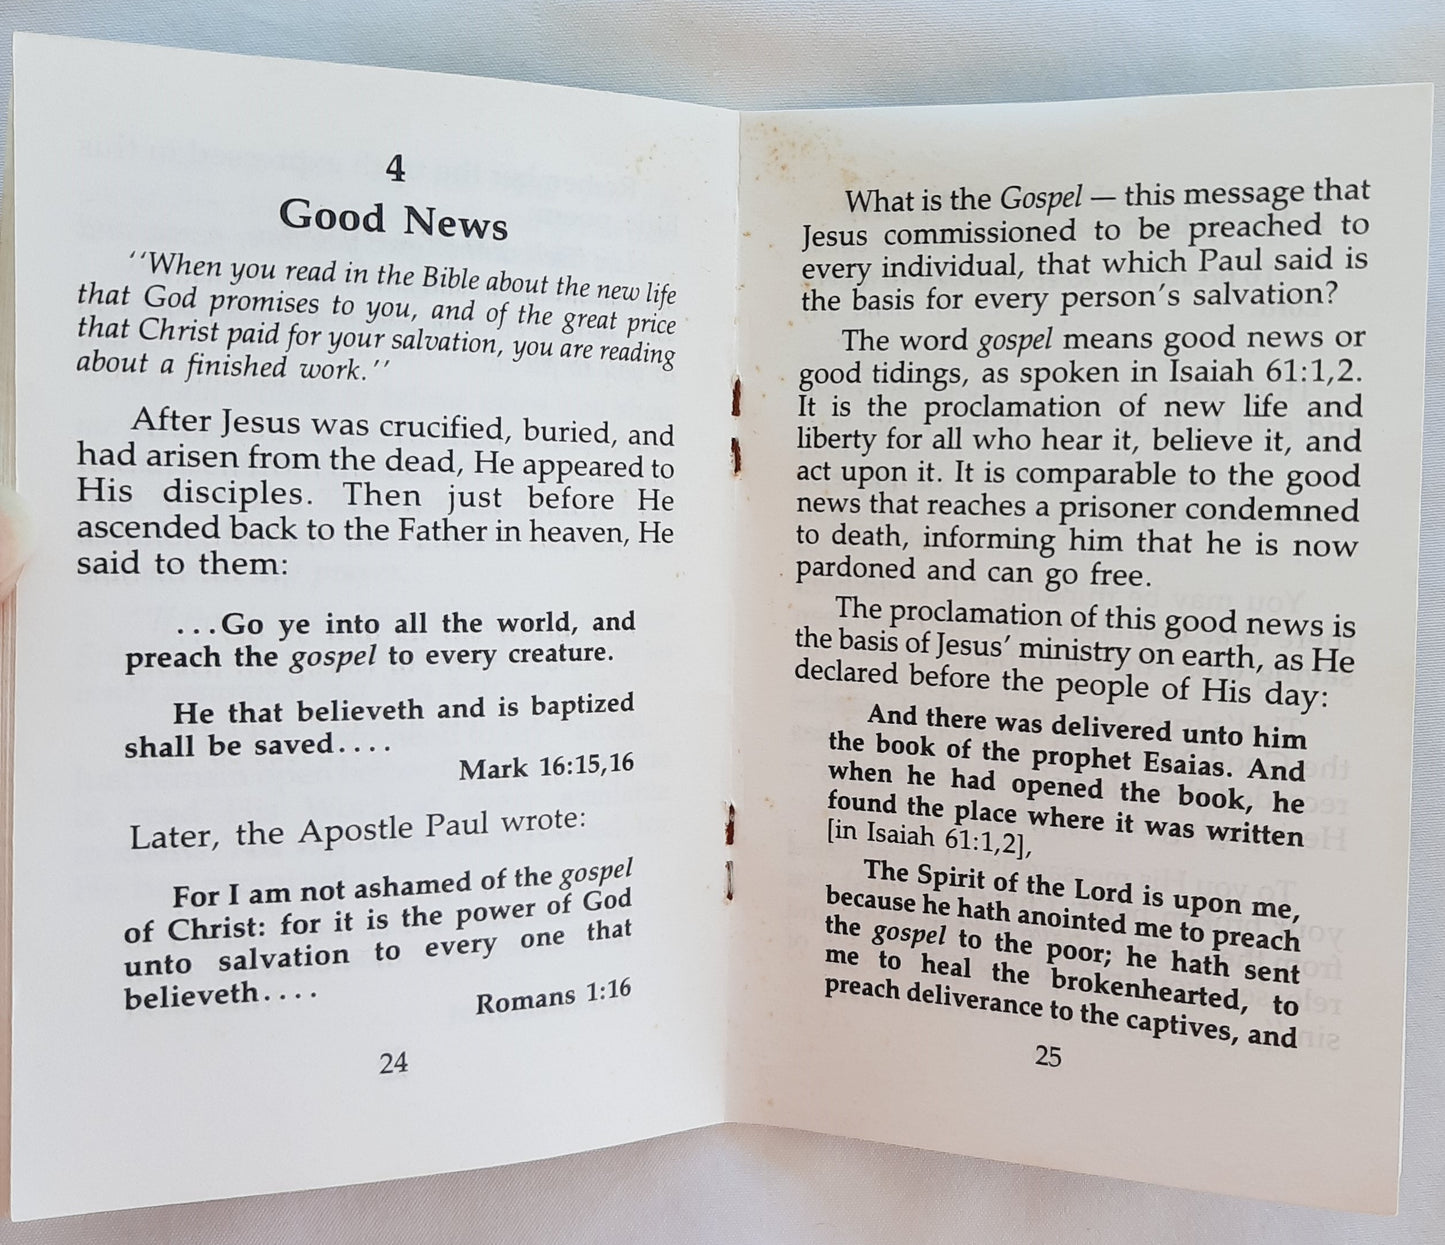 4
Good News
''When you read in the Bible about the new life
that God promises to you, and of the great price
that Christ paid for your salvation, you are reading
about a finished work.''
After Jesus was crucified, buried, and
had arisen from the dead, He appeared to
His disciples. Then just before He
ascended back to the Father in heaven, He
said to them:
...Go ye into all the world, and
preach the gospel to every creature.
He that believeth and is baptized
shall be saved....
Mark 16:15,16
Later, the Apostle Paul wrote:
For I am not ashamed of the gospel
of Christ: for it is the power of God
unto salvation to every one that
believeth....
Romans 1:16
24
What is the Gospel — this message that
Jesus commissioned to be preached to
every individual, that which Paul said is
the basis for every person's salvation?
The word gospel means good news or
good tidings, as spoken in Isaiah 61:1,2.
It is the proclamation of new life and
liberty for all who hear it, believe it, and
act upon it. It is comparable to the good
news that reaches a prisoner condemned
to death, informing him that he is now
pardoned and can go free.
The proclamation of this good news is
the basis of Jesus' ministry on earth, as He
declared before the people of His day:
And there was delivered unto him
the book of the prophet Esaias. And
when he had opened the book, he
found the place where it was written
[in Isaiah 61:1,2],
The Spirit of the Lord is upon me,
because he hath anointed me to preach
the gospel to the poor; he hath sent
me to heal the brokenhearted, to
preach deliverance to the captives, and
25